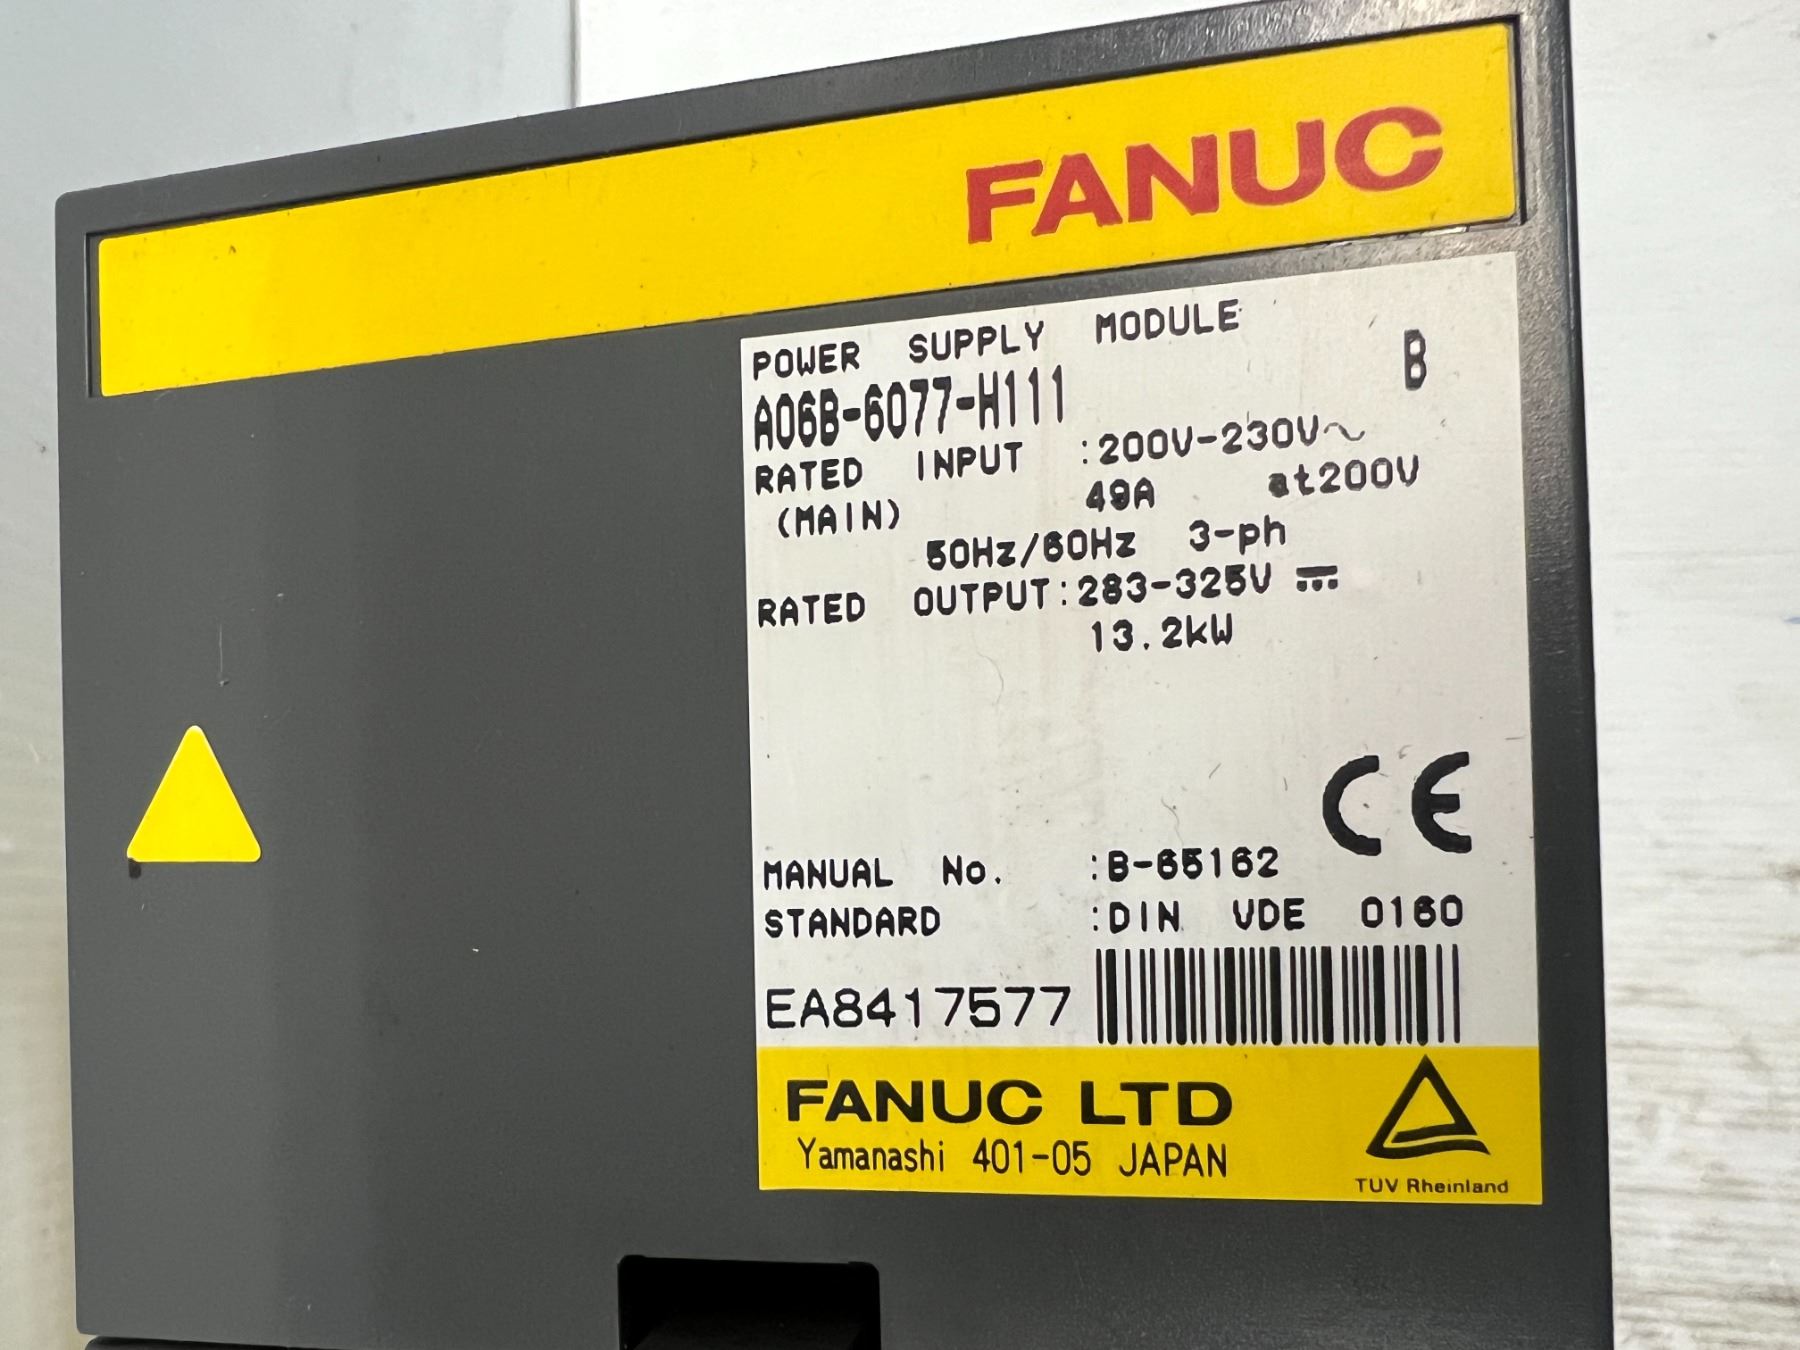 FANUC
POWER SUPPLY MODULE
A06B-6077-H111 B
RATED INPUT :200V-230V~
(MAIN) 49A at200V
50Hz/60Hz 3-ph
RATED OUTPUT:283-325V ⎓
13.2kW
CE
MANUAL No. :B-65162
STANDARD :DIN VDE 0160
EA8417577
FANUC LTD
Yamanashi 401-05 JAPAN
TUV Rheinland